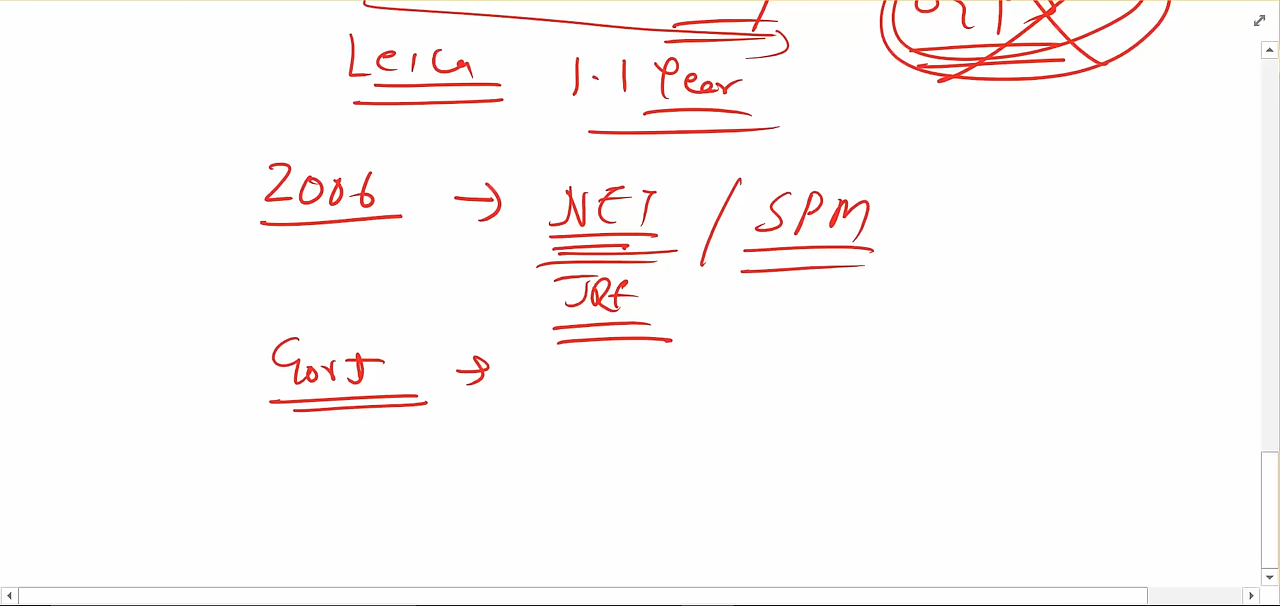 Leica 1.1 Year
2006 → NET / SPM
JRF
Govt →